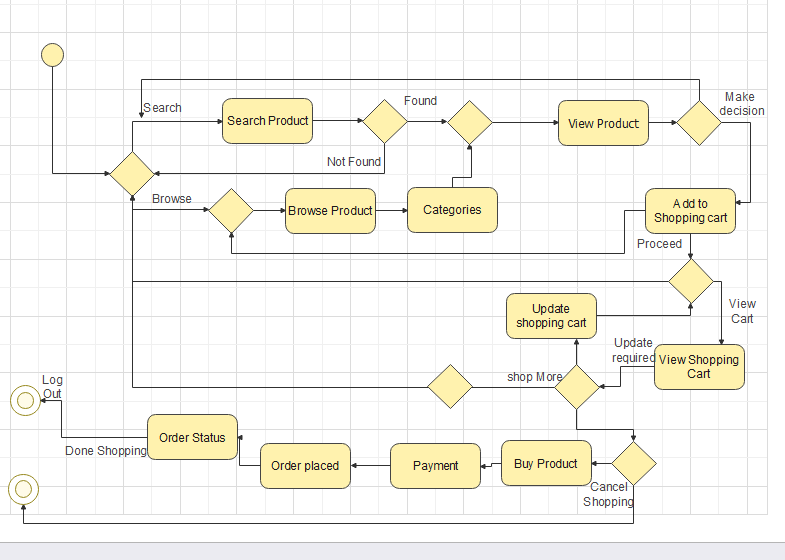 Make
decision
Found
Search
Search Product
View Product
Not Found
Browse
Browse Product
Categories
Add to
Shopping cart
Proceed
Update
shopping cart
View
Cart
Update
required
View Shopping
Cart
shop More
Log
Out
Order Status
Done Shopping
Order placed
Payment
Buy Product
Cancel
Shopping